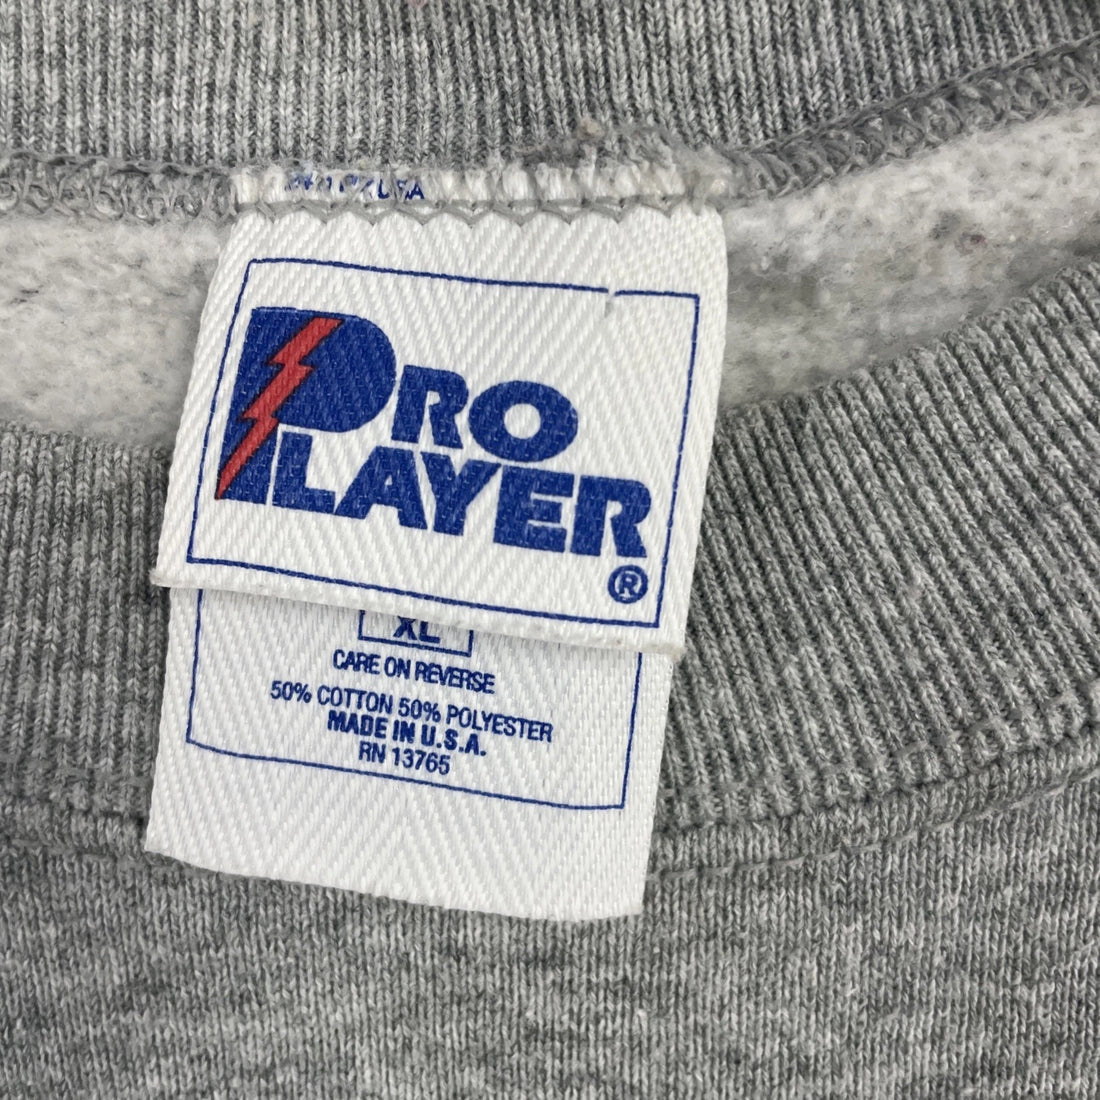 PRO
PLAYER
®
XL
CARE ON REVERSE
50% COTTON 50% POLYESTER
MADE IN U.S.A.
RN 13765